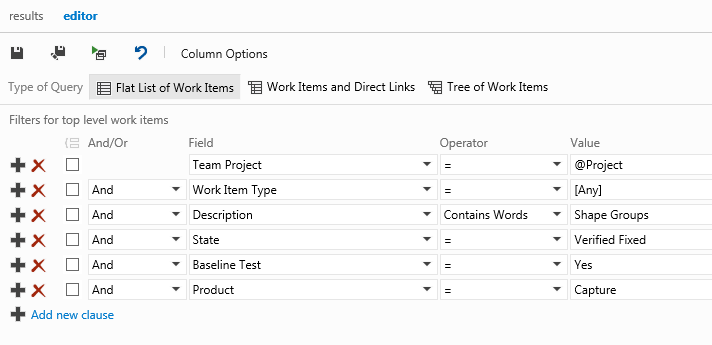 results editor
Column Options
Type of Query Flat List of Work Items Work Items and Direct Links Tree of Work Items
Filters for top level work items
And/Or Field Operator Value
Team Project = @Project
And Work Item Type = [Any]
And Description Contains Words Shape Groups
And State = Verified Fixed
And Baseline Test = Yes
And Product = Capture
Add new clause